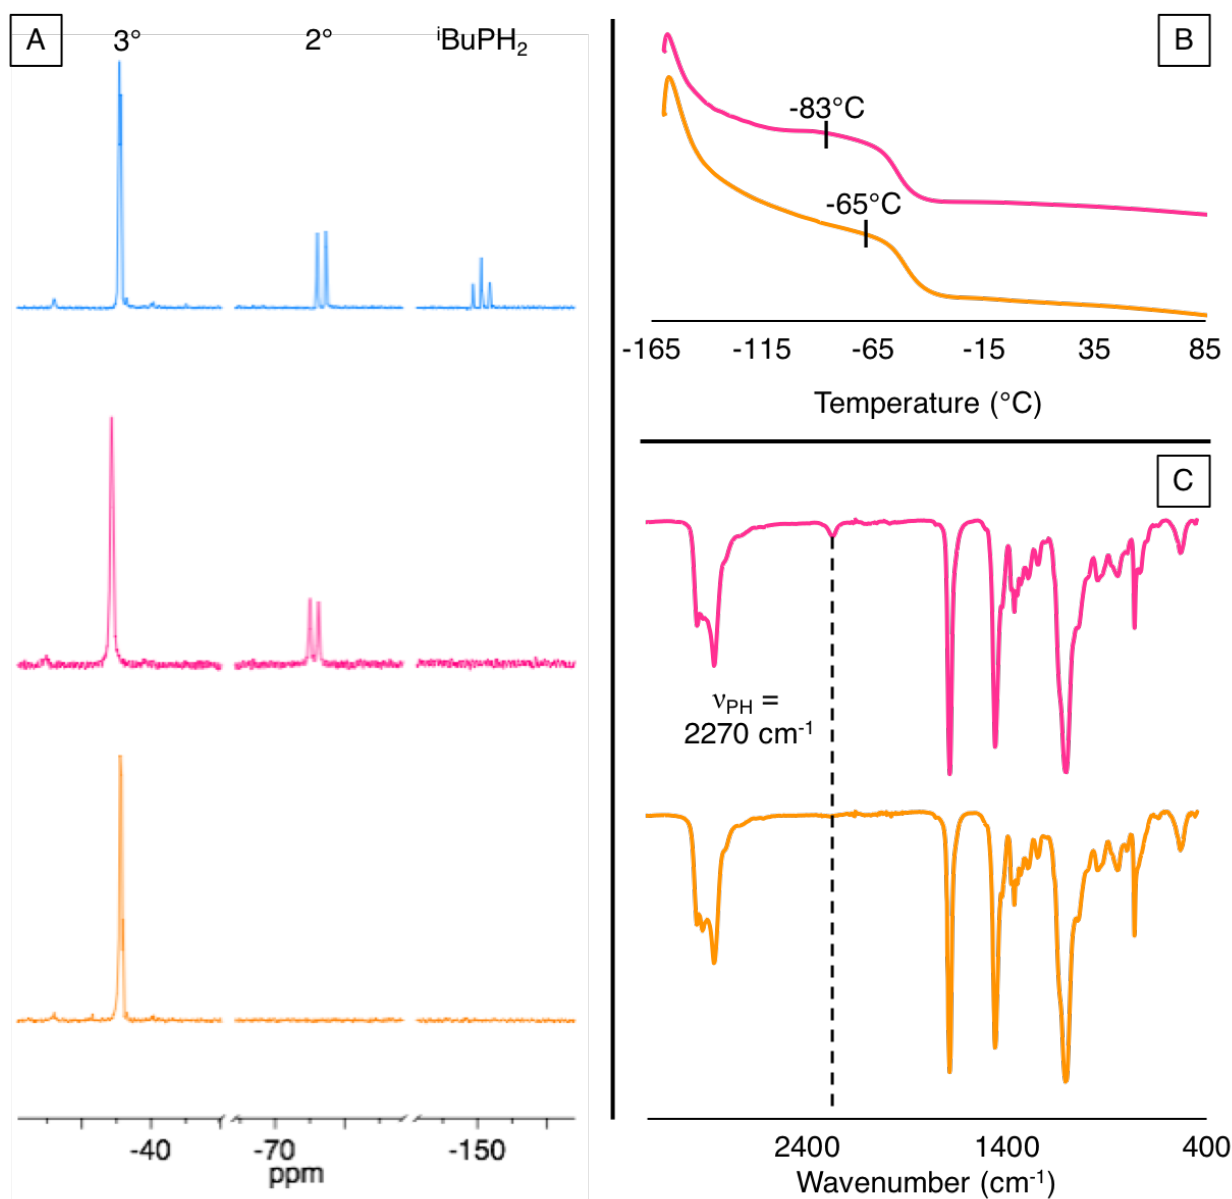 A
3°
2°
ⁱBuPH₂
-40
-70
-150
ppm
B
-83°C
-65°C
-165
-115
-65
-15
35
85
Temperature (°C)
C
νPH =
2270 cm⁻¹
2400
1400
400
Wavenumber (cm⁻¹)